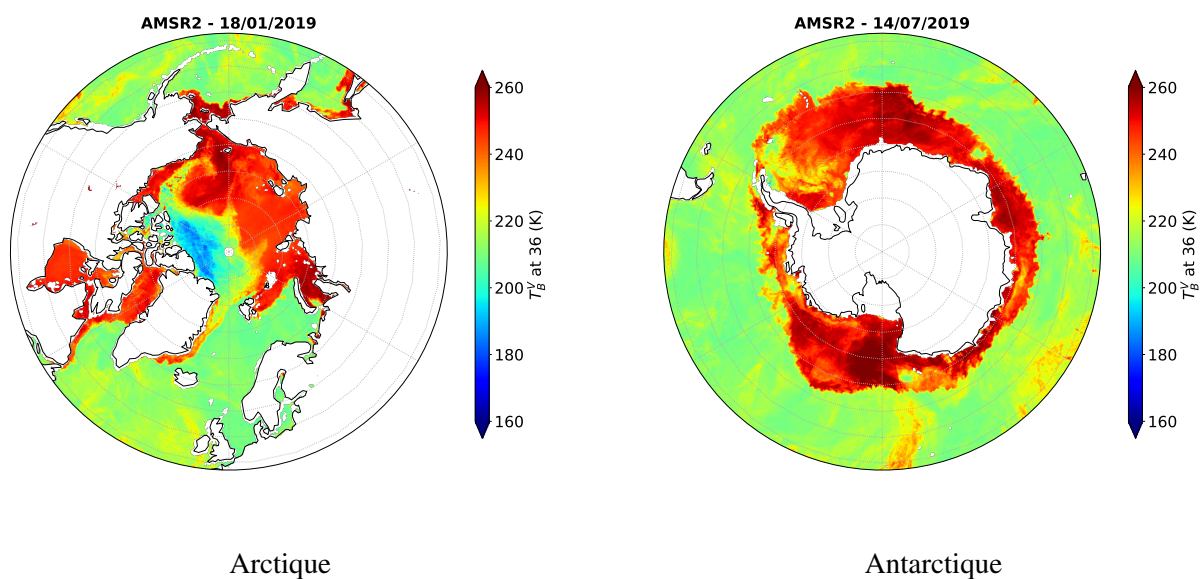 AMSR2 - 18/01/2019
260
240
220
200
180
160
T_B^V at 36 (K)
Arctique
AMSR2 - 14/07/2019
260
240
220
200
180
160
T_B^V at 36 (K)
Antarctique